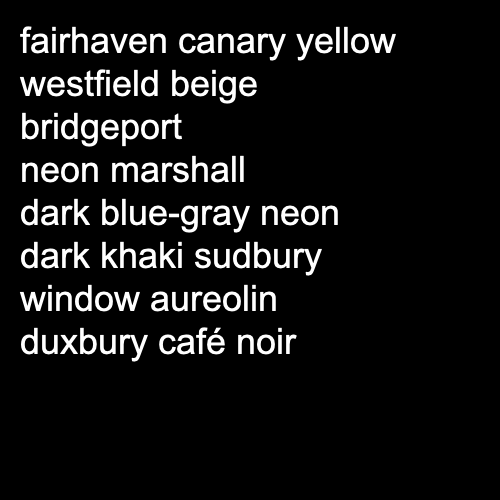 fairhaven canary yellow
westfield beige
bridgeport
neon marshall
dark blue-gray neon
dark khaki sudbury
window aureolin
duxbury café noir